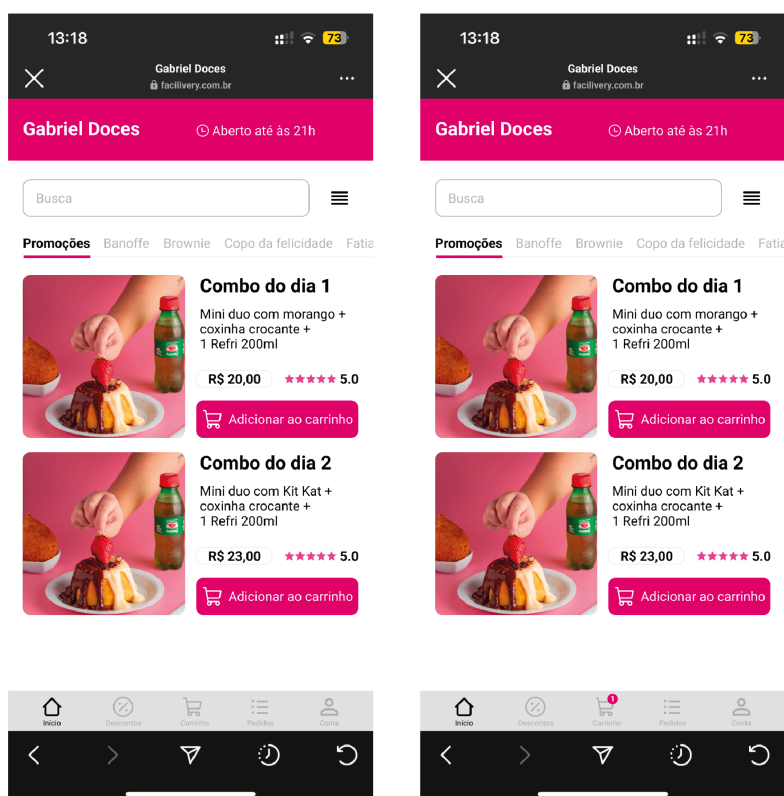 13:18
73
Gabriel Doces
facilivery.com.br
Gabriel Doces
Aberto até às 21h
Busca
Promoções Banoffe Brownie Copo da felicidade Fatia
Combo do dia 1
Mini duo com morango +
coxinha crocante +
1 Refri 200ml
R$ 20,00
5.0
Adicionar ao carrinho
Combo do dia 2
Mini duo com Kit Kat +
coxinha crocante +
1 Refri 200ml
R$ 23,00
5.0
Adicionar ao carrinho
Início Descontos Carrinho Pedidos Conta
13:18
73
Gabriel Doces
facilivery.com.br
Gabriel Doces
Aberto até às 21h
Busca
Promoções Banoffe Brownie Copo da felicidade Fatia
Combo do dia 1
Mini duo com morango +
coxinha crocante +
1 Refri 200ml
R$ 20,00
5.0
Adicionar ao carrinho
Combo do dia 2
Mini duo com Kit Kat +
coxinha crocante +
1 Refri 200ml
R$ 23,00
5.0
Adicionar ao carrinho
1
Início Descontos Carrinho Pedidos Conta